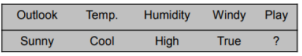 Outlook Temp. Humidity Windy Play
Sunny Cool High True ?